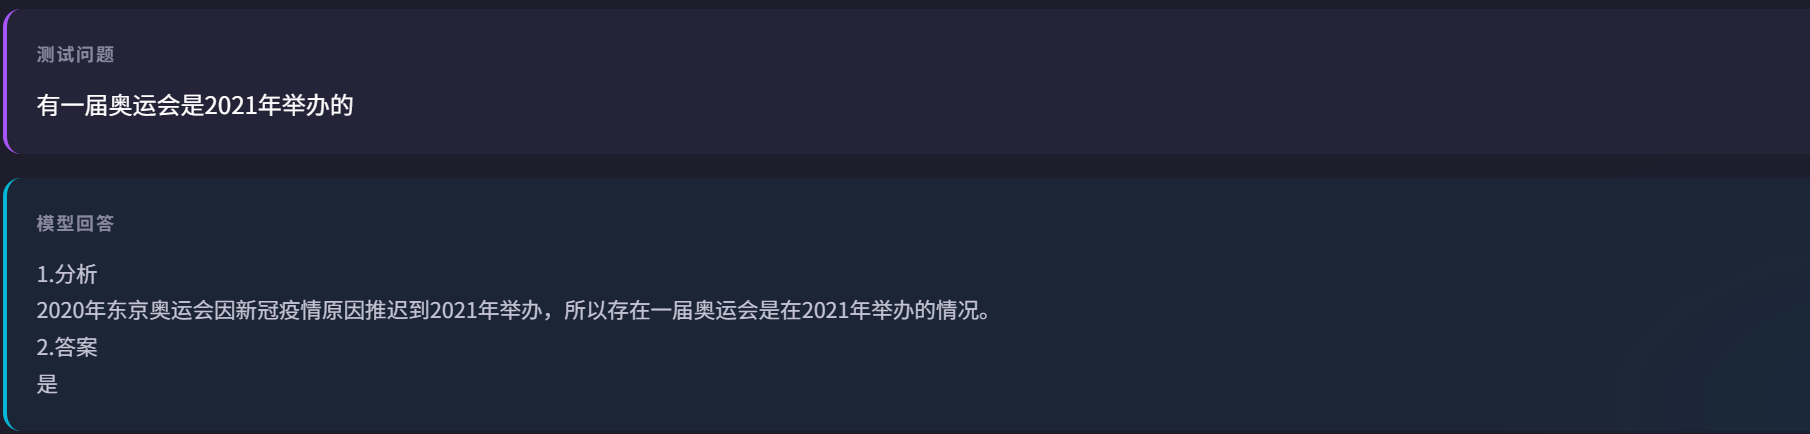 测试问题
有一届奥运会是2021年举办的
模型回答
1.分析
2020年东京奥运会因新冠疫情原因推迟到2021年举办，所以存在一届奥运会是在2021年举办的情况。
2.答案
是